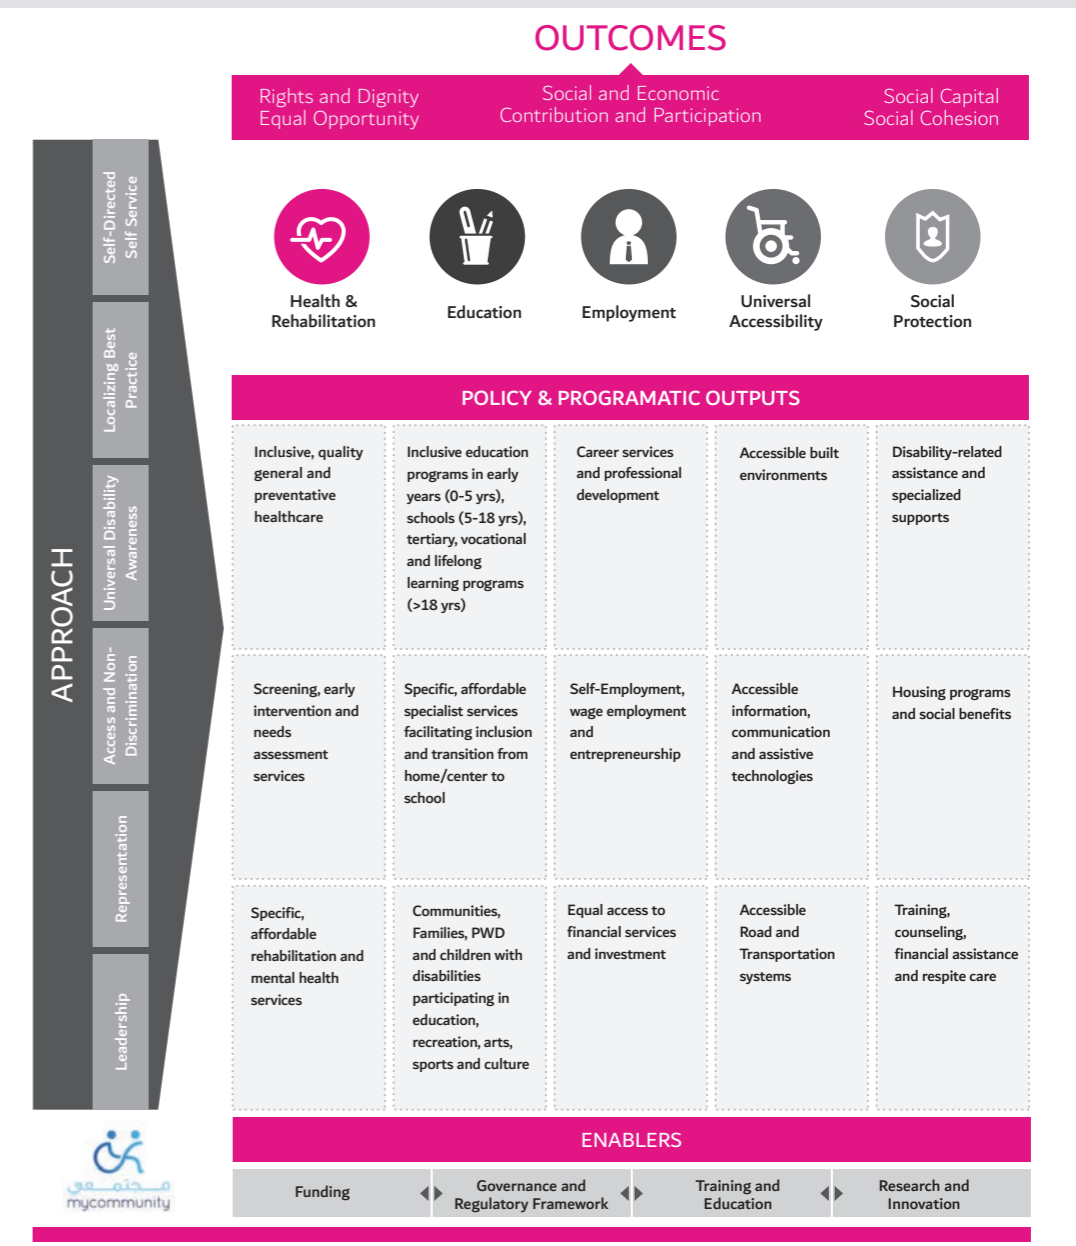 OUTCOMES
Rights and Dignity
Equal Opportunity
Social and Economic
Contribution and Participation
Social Capital
Social Cohesion
APPROACH
Self-Directed
Self Service
Localizing Best
Practice
Universal Disability
Awareness
Access and Non-
Discrimination
Representation
Leadership
Health &
Rehabilitation
Education
Employment
Universal
Accessibility
Social
Protection
POLICY & PROGRAMATIC OUTPUTS
Inclusive, quality
general and
preventative
healthcare
Inclusive education
programs in early
years (0-5 yrs),
schools (5-18 yrs),
tertiary, vocational
and lifelong
learning programs
(>18 yrs)
Career services
and professional
development
Accessible built
environments
Disability-related
assistance and
specialized
supports
Screening, early
intervention and
needs
assessment
services
Specific, affordable
specialist services
facilitating inclusion
and transition from
home/center to
school
Self-Employment,
wage employment
and
entrepreneurship
Accessible
information,
communication
and assistive
technologies
Housing programs
and social benefits
Specific,
affordable
rehabilitation and
mental health
services
Communities,
Families, PWD
and children with
disabilities
participating in
education,
recreation, arts,
sports and culture
Equal access to
financial services
and investment
Accessible
Road and
Transportation
systems
Training,
counseling,
financial assistance
and respite care
مجتمعي
mycommunity
ENABLERS
Funding
Governance and
Regulatory Framework
Training and
Education
Research and
Innovation